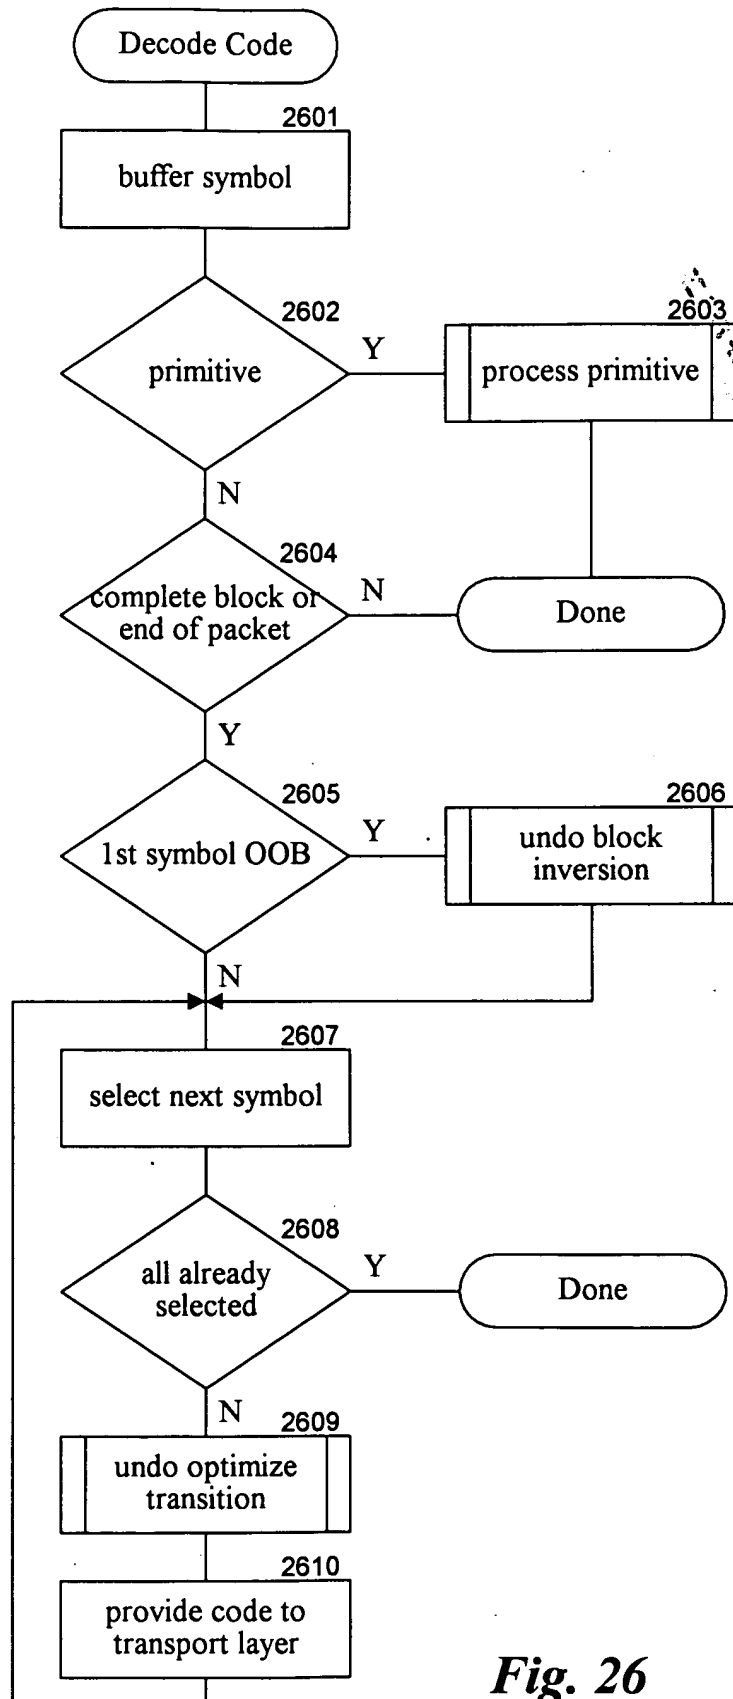 Decode Code
2601
buffer symbol
2602
primitive
Y
2603
process primitive
N
2604
complete block or
end of packet
N
Done
Y
2605
1st symbol OOB
Y
2606
undo block
inversion
N
2607
select next symbol
2608
all already
selected
Y
Done
N
2609
undo optimize
transition
2610
provide code to
transport layer
Fig. 26